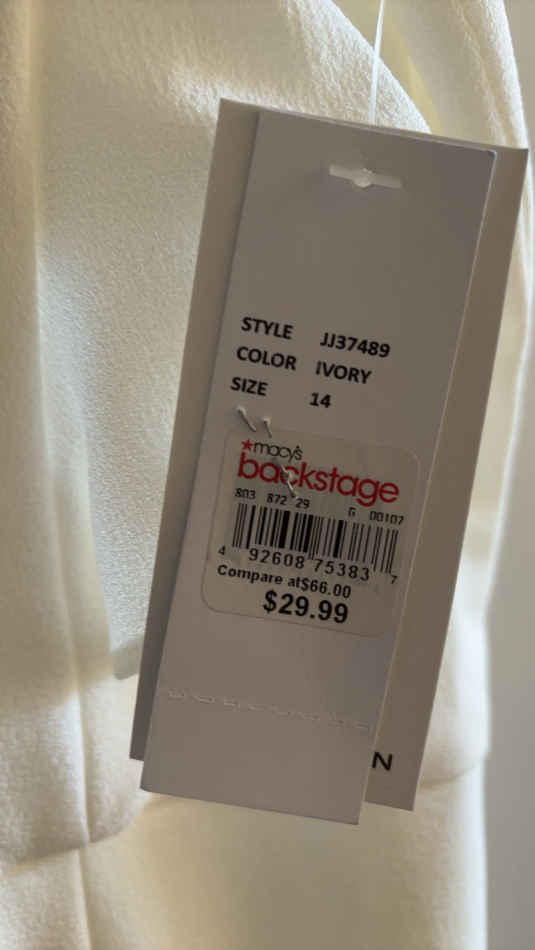 STYLE JJ37489
COLOR IVORY
SIZE 14
★macy's
backstage
803 872 29 G 00107
4 92608 75383 7
Compare at$66.00
$29.99
N